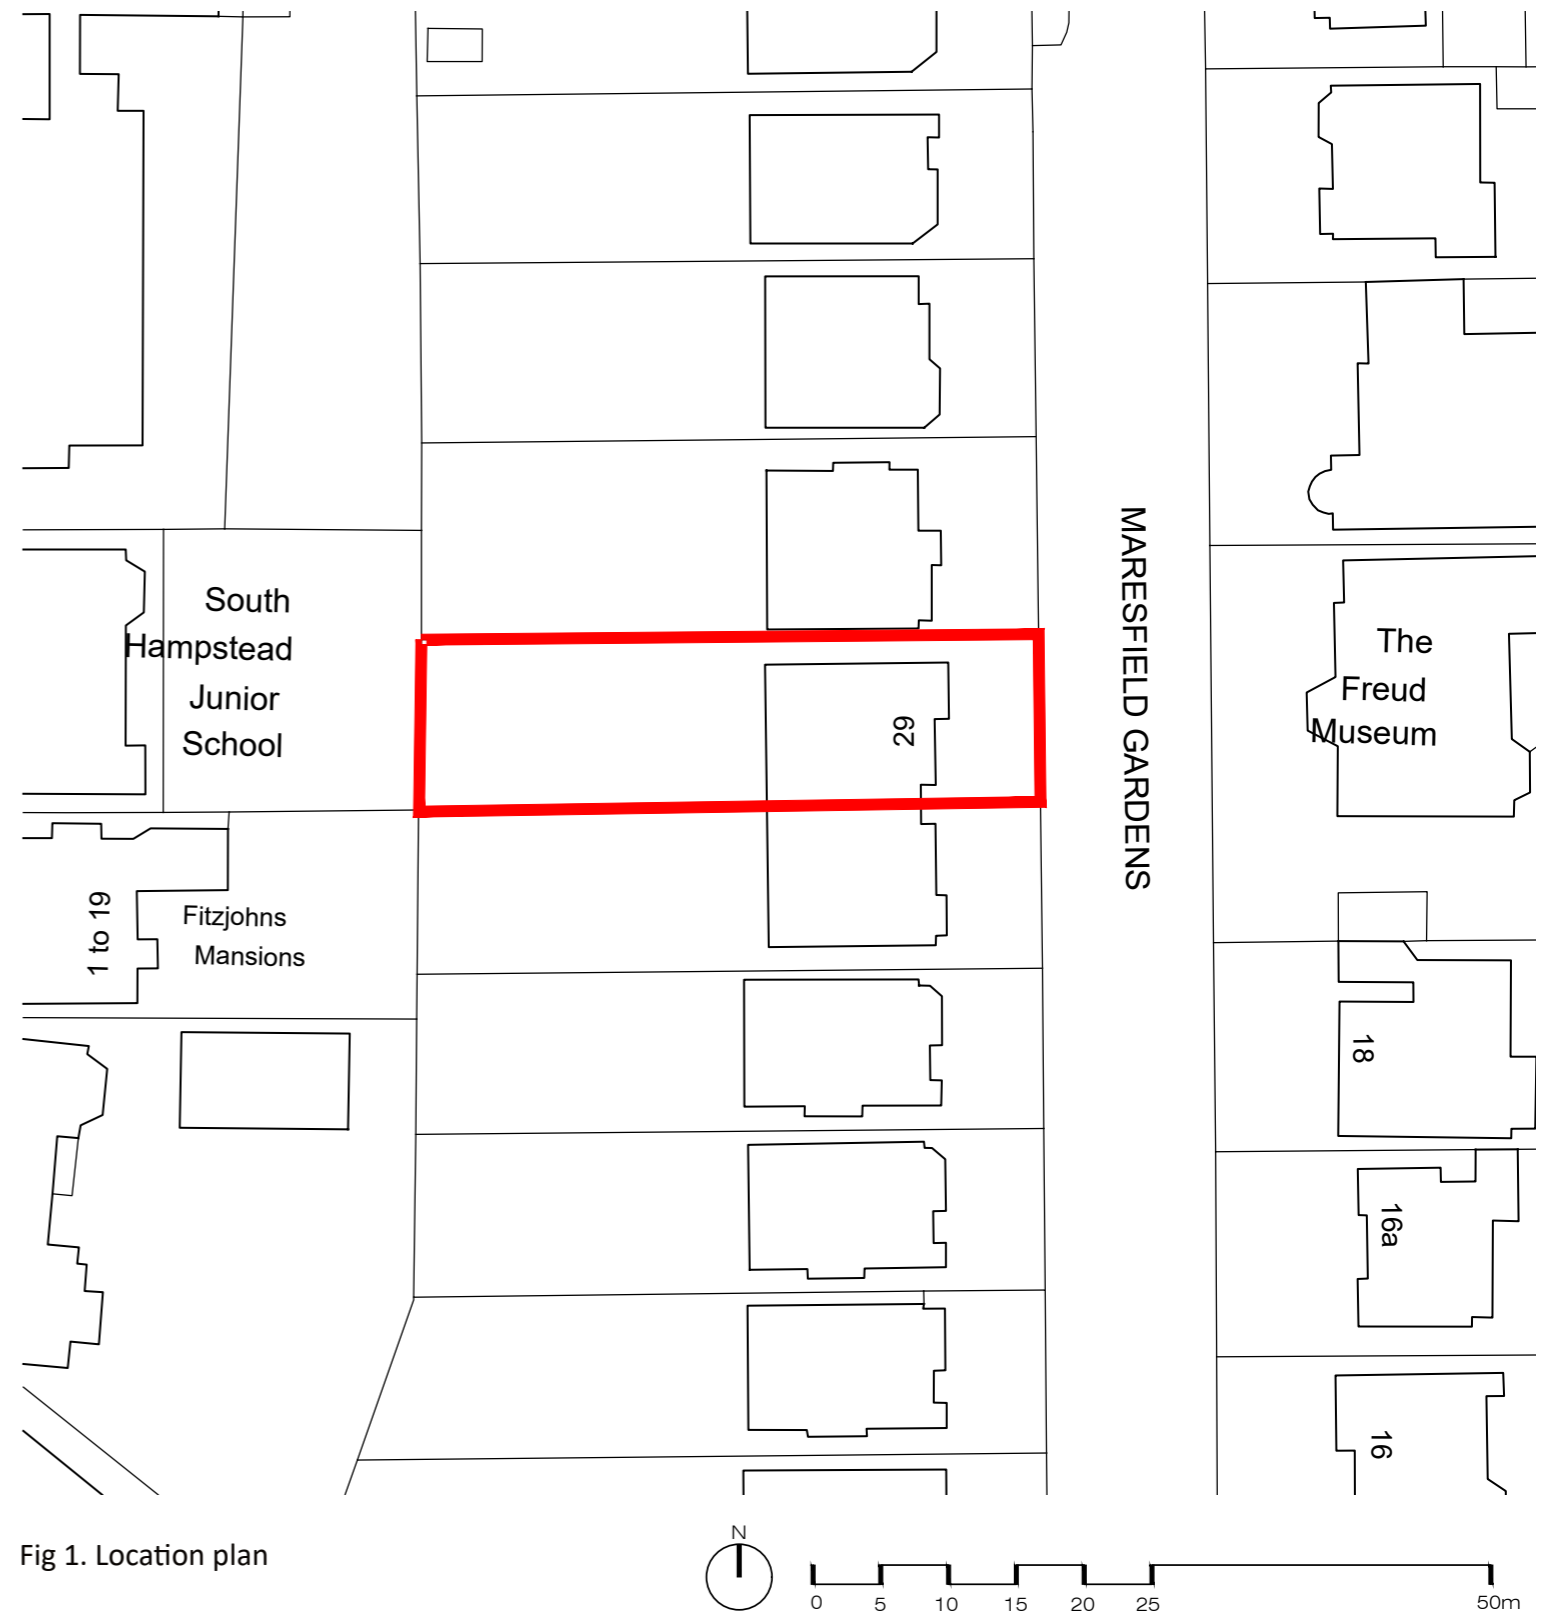 South
Hampstead
Junior
School
29
MARESFIELD GARDENS
The
Freud
Museum
1 to 19
Fitzjohns
Mansions
18
16a
16
Fig 1. Location plan
N
0 5 10 15 20 25 50m